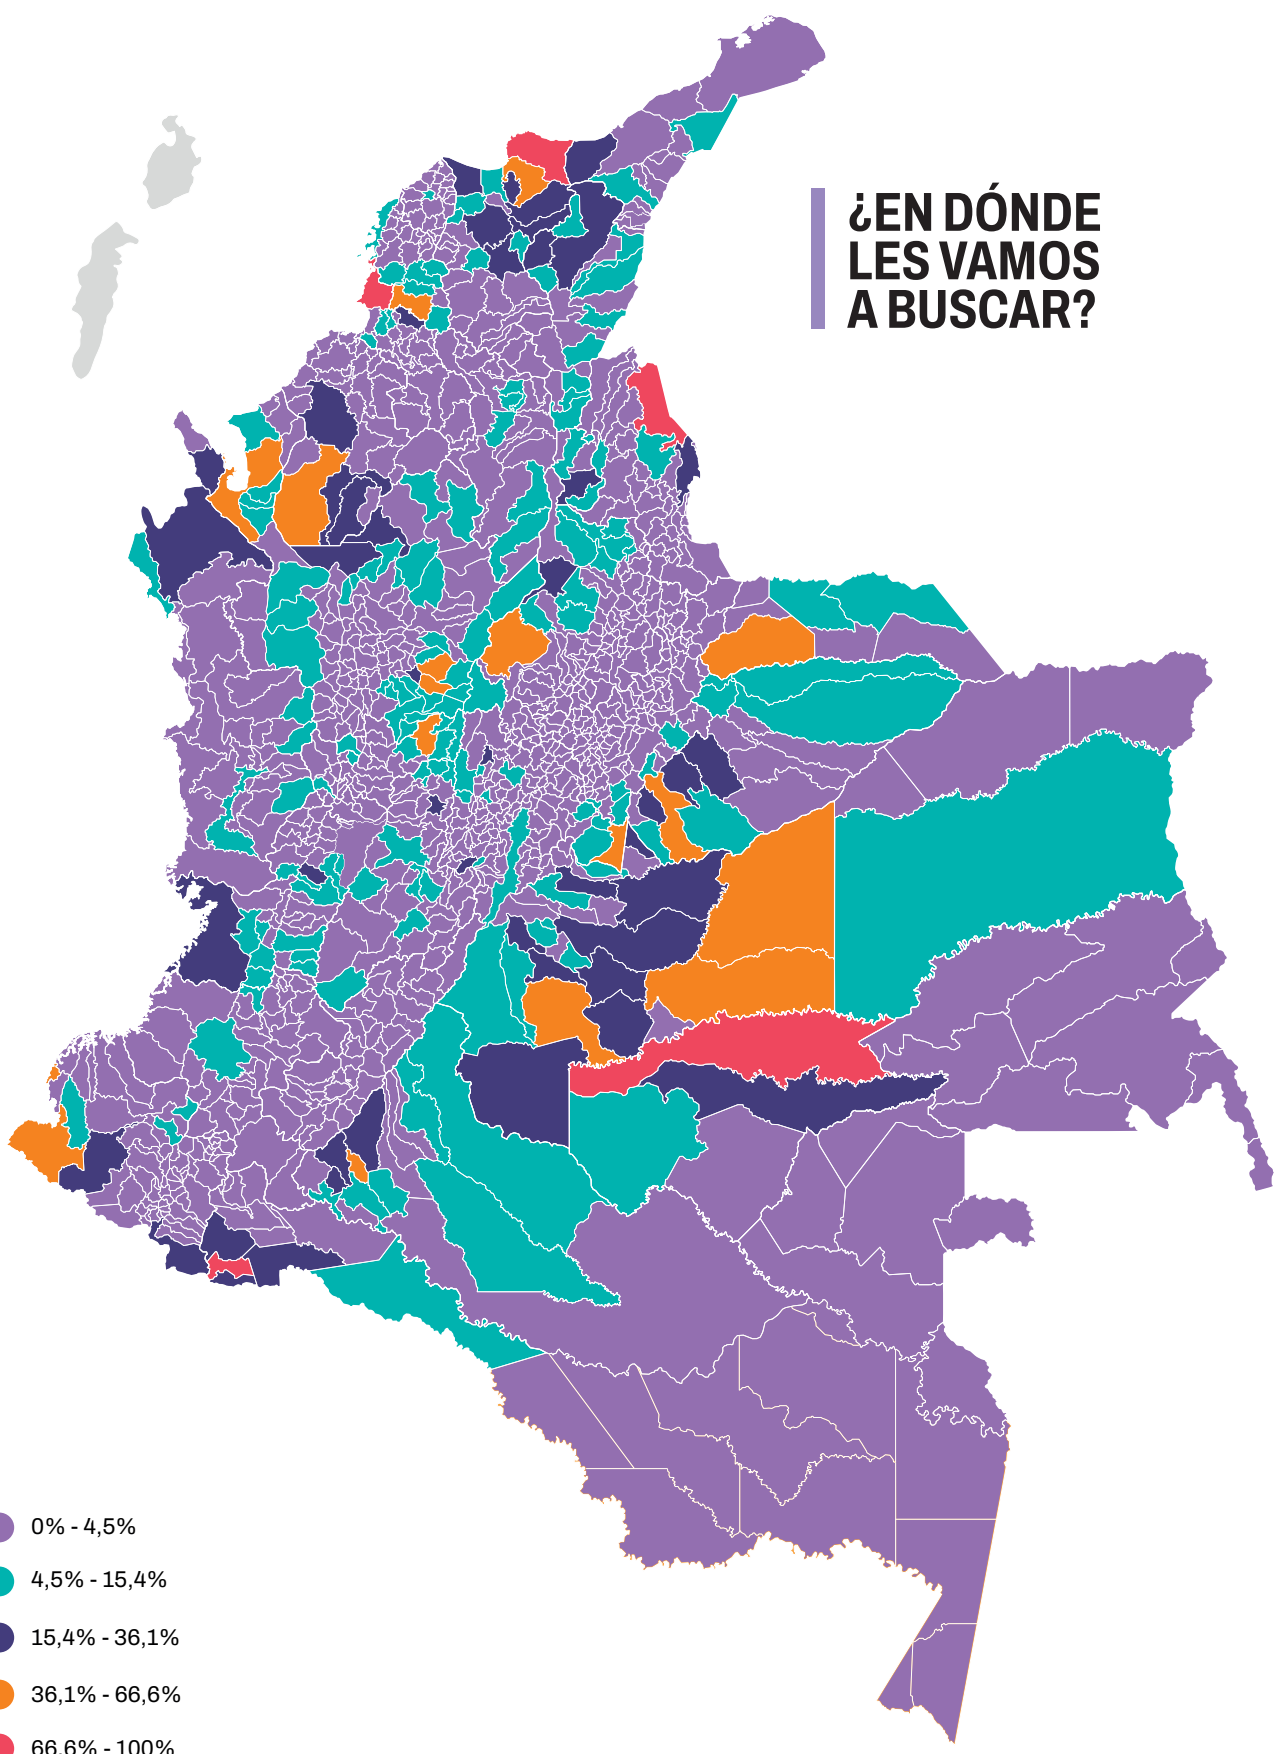 ¿EN DÓNDE
LES VAMOS
A BUSCAR?
0% - 4,5%
4,5% - 15,4%
15,4% - 36,1%
36,1% - 66,6%
66,6% - 100%